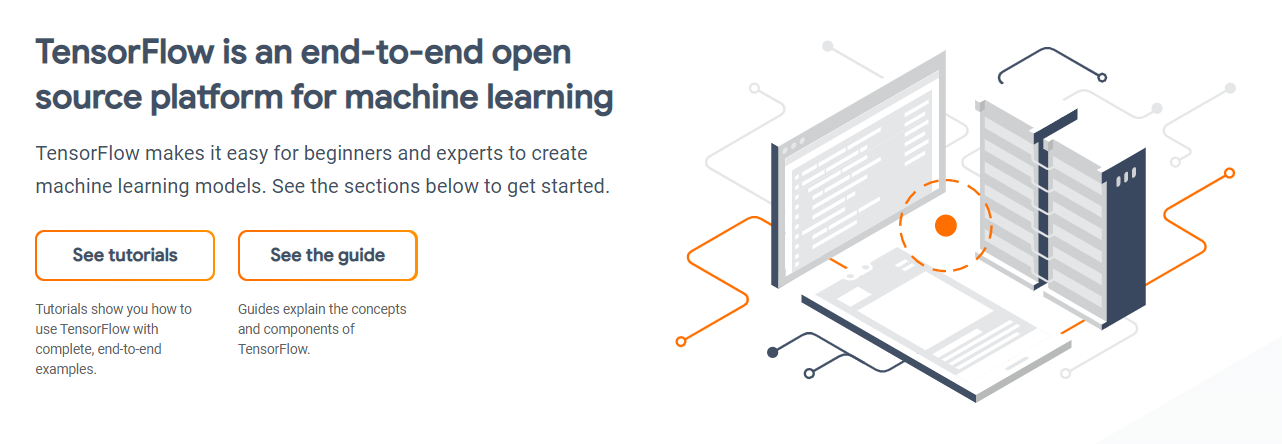 TensorFlow is an end-to-end open
source platform for machine learning
TensorFlow makes it easy for beginners and experts to create
machine learning models. See the sections below to get started.
See tutorials
See the guide
Tutorials show you how to
use TensorFlow with
complete, end-to-end
examples.
Guides explain the concepts
and components of
TensorFlow.